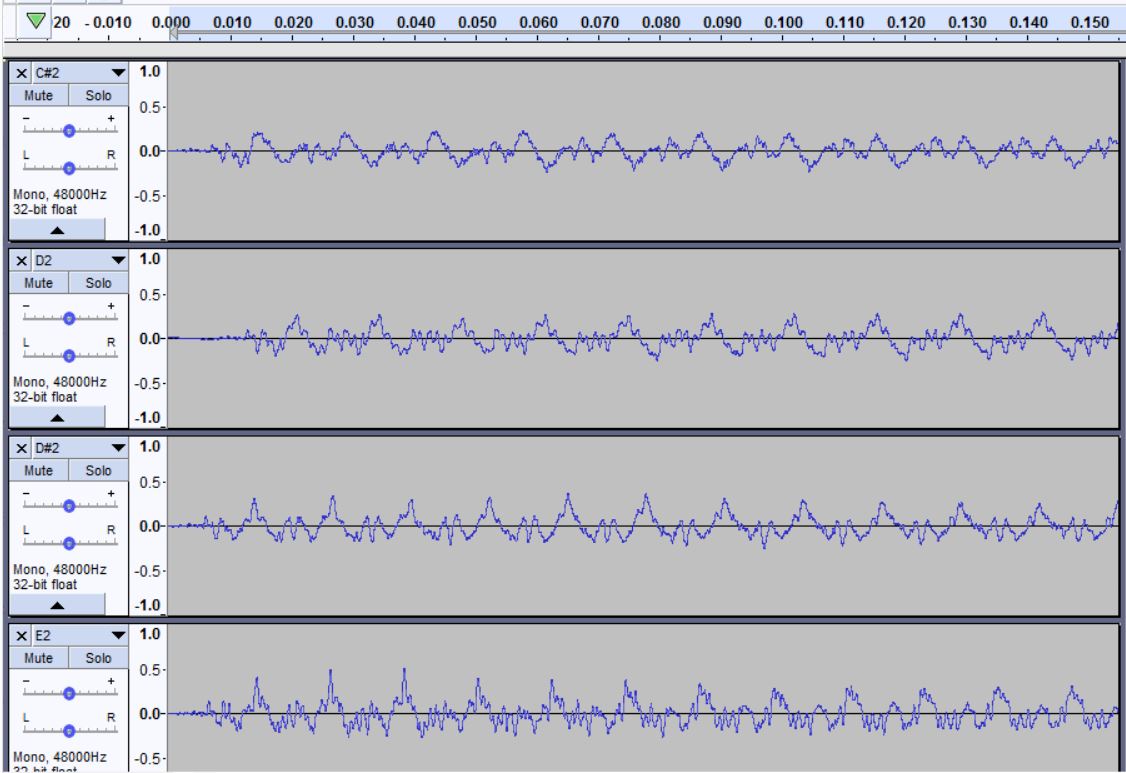 20 - 0.010 0.000 0.010 0.020 0.030 0.040 0.050 0.060 0.070 0.080 0.090 0.100 0.110 0.120 0.130 0.140 0.150
× C#2 1.0
Mute Solo
0.5
- +
0.0
L R
Mono, 48000Hz -0.5
32-bit float
-1.0
× D2 1.0
Mute Solo
0.5
- +
0.0
L R
Mono, 48000Hz -0.5
32-bit float
-1.0
× D#2 1.0
Mute Solo
0.5
- +
0.0
L R
Mono, 48000Hz -0.5
32-bit float
-1.0
× E2 1.0
Mute Solo
0.5
- +
0.0
L R
Mono, 48000Hz -0.5
32-bit float